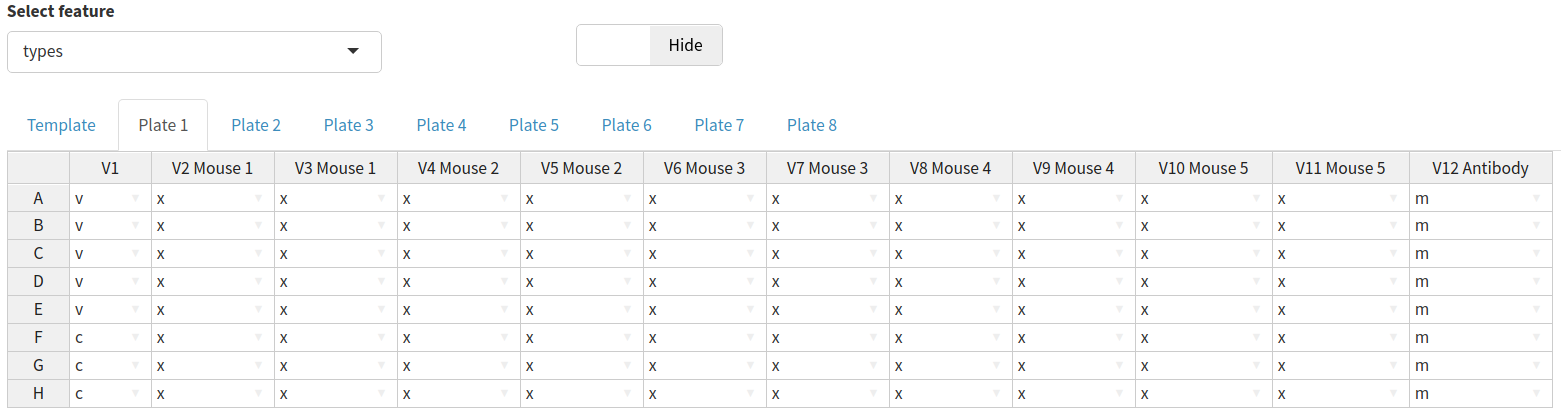 Select feature
types
Hide
Template Plate 1 Plate 2 Plate 3 Plate 4 Plate 5 Plate 6 Plate 7 Plate 8
V1 V2 Mouse 1 V3 Mouse 1 V4 Mouse 2 V5 Mouse 2 V6 Mouse 3 V7 Mouse 3 V8 Mouse 4 V9 Mouse 4 V10 Mouse 5 V11 Mouse 5 V12 Antibody
A v x x x x x x x x x x m
B v x x x x x x x x x x m
C v x x x x x x x x x x m
D v x x x x x x x x x x m
E v x x x x x x x x x x m
F c x x x x x x x x x x m
G c x x x x x x x x x x m
H c x x x x x x x x x x m